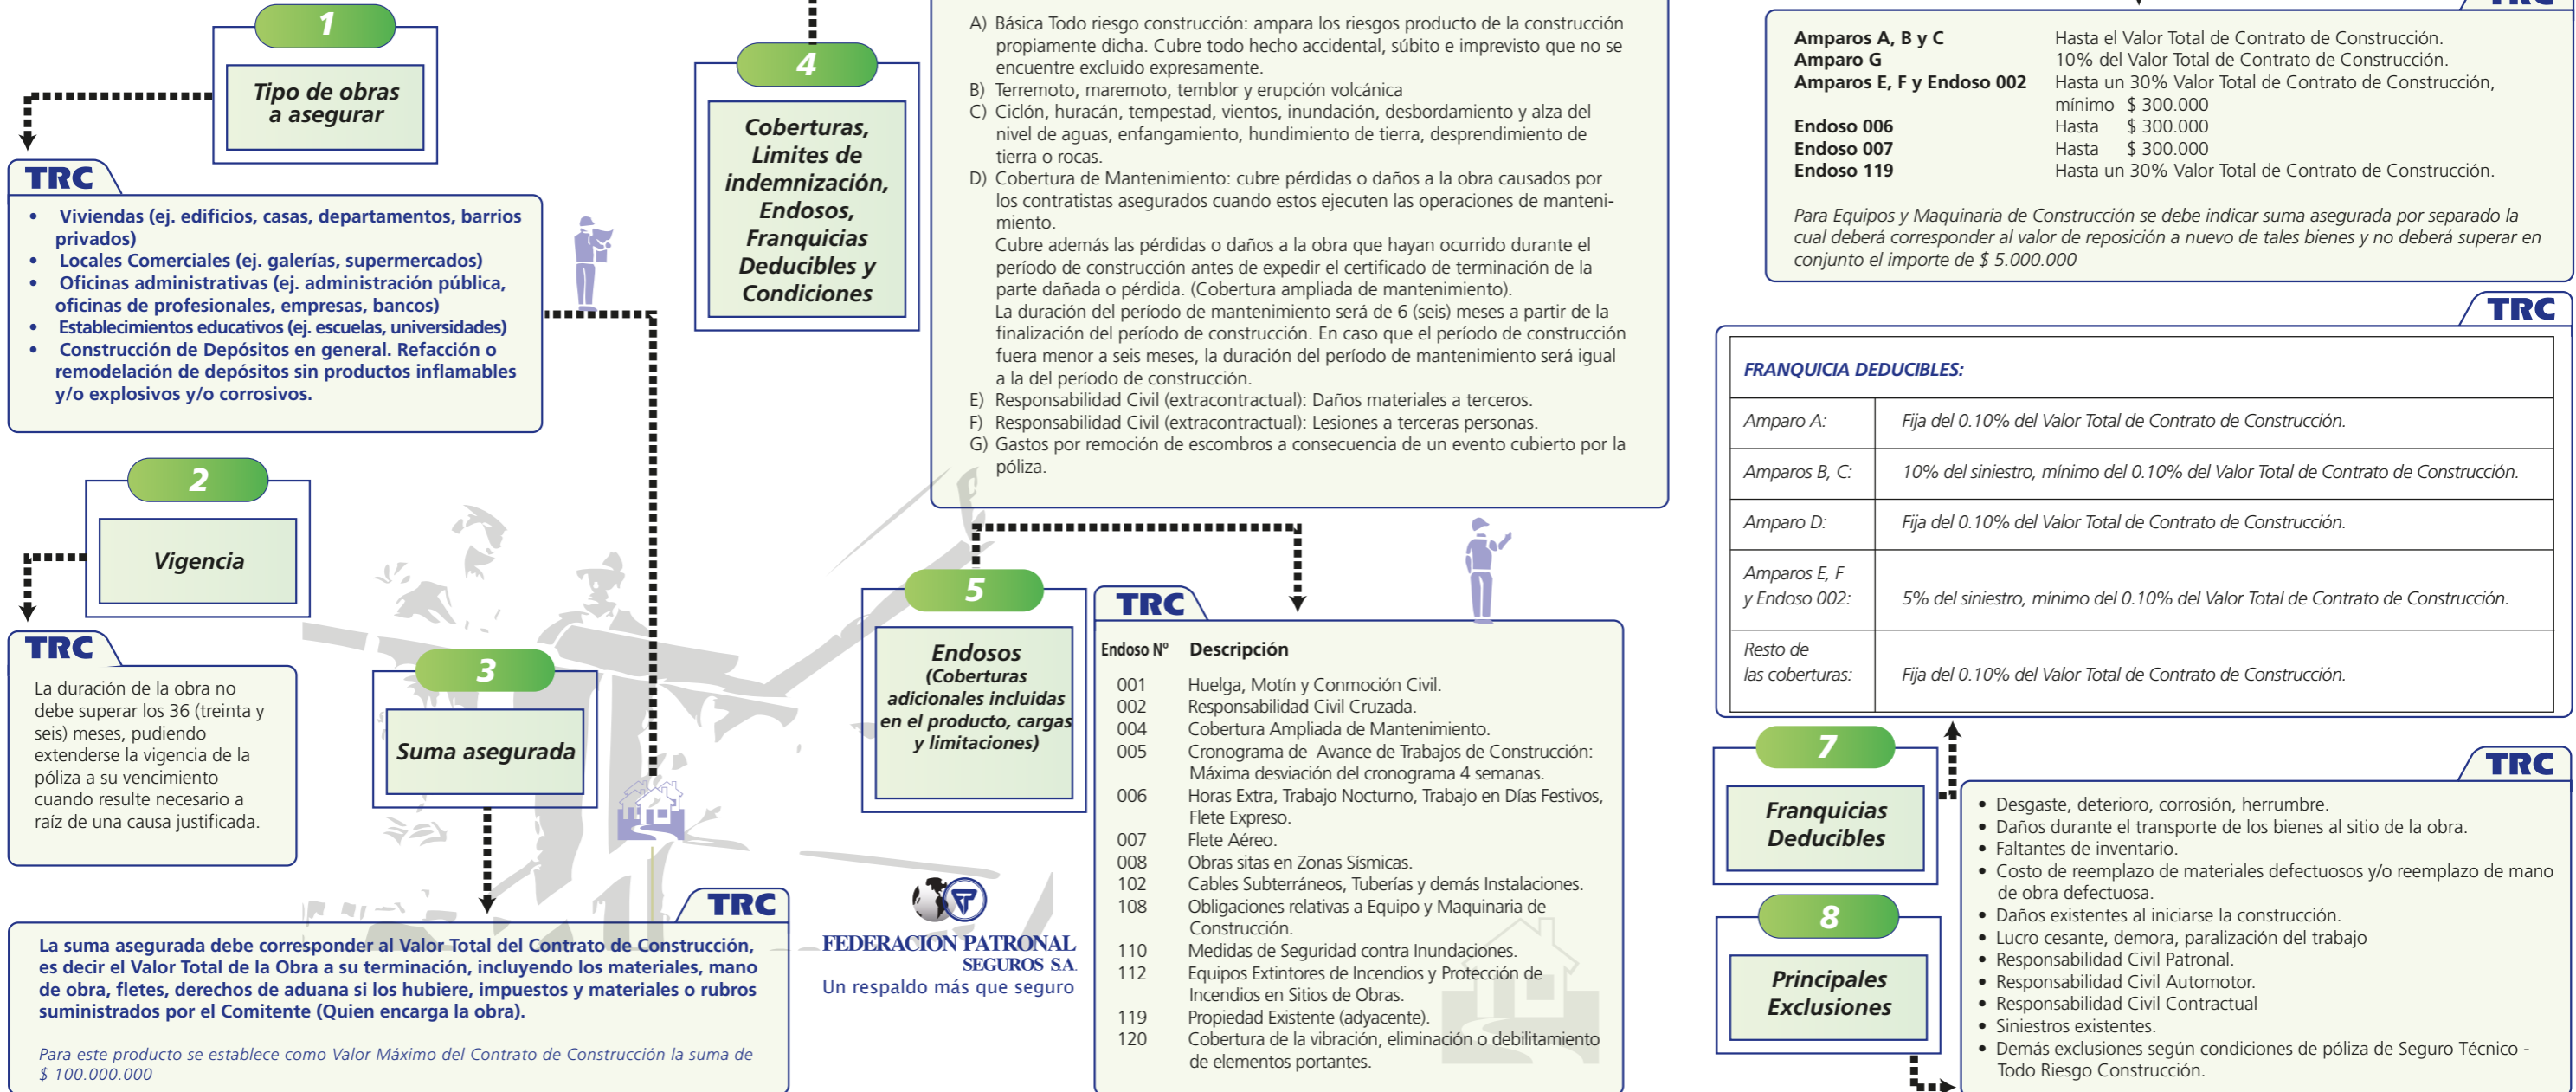 1
Tipo de obras
a asegurar
TRC
• Viviendas (ej. edificios, casas, departamentos, barrios
privados)
• Locales Comerciales (ej. galerías, supermercados)
• Oficinas administrativas (ej. administración pública,
oficinas de profesionales, empresas, bancos)
• Establecimientos educativos (ej. escuelas, universidades)
• Construcción de Depósitos en general. Refacción o
remodelación de depósitos sin productos inflamables
y/o explosivos y/o corrosivos.
2
Vigencia
TRC
La duración de la obra no
debe superar los 36 (treinta y
seis) meses, pudiendo
extenderse la vigencia de la
póliza a su vencimiento
cuando resulte necesario a
raíz de una causa justificada.
3
Suma asegurada
TRC
La suma asegurada debe corresponder al Valor Total del Contrato de Construcción,
es decir el Valor Total de la Obra a su terminación, incluyendo los materiales, mano
de obra, fletes, derechos de aduana si los hubiere, impuestos y materiales o rubros
suministrados por el Comitente (Quien encarga la obra).
Para este producto se establece como Valor Máximo del Contrato de Construcción la suma de
$ 100.000.000
4
Coberturas,
Limites de
indemnización,
Endosos,
Franquicias
Deducibles y
Condiciones
A) Básica Todo riesgo construcción: ampara los riesgos producto de la construcción
propiamente dicha. Cubre todo hecho accidental, súbito e imprevisto que no se
encuentre excluido expresamente.
B) Terremoto, maremoto, temblor y erupción volcánica
C) Ciclón, huracán, tempestad, vientos, inundación, desbordamiento y alza del
nivel de aguas, enfangamiento, hundimiento de tierra, desprendimiento de
tierra o rocas.
D) Cobertura de Mantenimiento: cubre pérdidas o daños a la obra causados por
los contratistas asegurados cuando estos ejecuten las operaciones de manteni-
miento.
Cubre además las pérdidas o daños a la obra que hayan ocurrido durante el
período de construcción antes de expedir el certificado de terminación de la
parte dañada o pérdida. (Cobertura ampliada de mantenimiento).
La duración del período de mantenimiento será de 6 (seis) meses a partir de la
finalización del período de construcción. En caso que el período de construcción
fuera menor a seis meses, la duración del período de mantenimiento será igual
a la del período de construcción.
E) Responsabilidad Civil (extracontractual): Daños materiales a terceros.
F) Responsabilidad Civil (extracontractual): Lesiones a terceras personas.
G) Gastos por remoción de escombros a consecuencia de un evento cubierto por la
póliza.
5
Endosos
(Coberturas
adicionales incluidas
en el producto, cargas
y limitaciones)
TRC
Endoso Nº Descripción
001 Huelga, Motín y Conmoción Civil.
002 Responsabilidad Civil Cruzada.
004 Cobertura Ampliada de Mantenimiento.
005 Cronograma de Avance de Trabajos de Construcción:
Máxima desviación del cronograma 4 semanas.
006 Horas Extra, Trabajo Nocturno, Trabajo en Días Festivos,
Flete Expreso.
007 Flete Aéreo.
008 Obras sitas en Zonas Sísmicas.
102 Cables Subterráneos, Tuberías y demás Instalaciones.
108 Obligaciones relativas a Equipo y Maquinaria de
Construcción.
110 Medidas de Seguridad contra Inundaciones.
112 Equipos Extintores de Incendios y Protección de
Incendios en Sitios de Obras.
119 Propiedad Existente (adyacente).
120 Cobertura de la vibración, eliminación o debilitamiento
de elementos portantes.
FEDERACION PATRONAL
SEGUROS S.A.
Un respaldo más que seguro
TRC
Amparos A, B y C Hasta el Valor Total de Contrato de Construcción.
Amparo G 10% del Valor Total de Contrato de Construcción.
Amparos E, F y Endoso 002 Hasta un 30% Valor Total de Contrato de Construcción,
mínimo $ 300.000
Endoso 006 Hasta $ 300.000
Endoso 007 Hasta $ 300.000
Endoso 119 Hasta un 30% Valor Total de Contrato de Construcción.
Para Equipos y Maquinaria de Construcción se debe indicar suma asegurada por separado la
cual deberá corresponder al valor de reposición a nuevo de tales bienes y no deberá superar en
conjunto el importe de $ 5.000.000
TRC
FRANQUICIA DEDUCIBLES:
Amparo A: Fija del 0.10% del Valor Total de Contrato de Construcción.
Amparos B, C: 10% del siniestro, mínimo del 0.10% del Valor Total de Contrato de Construcción.
Amparo D: Fija del 0.10% del Valor Total de Contrato de Construcción.
Amparos E, F
y Endoso 002: 5% del siniestro, mínimo del 0.10% del Valor Total de Contrato de Construcción.
Resto de
las coberturas: Fija del 0.10% del Valor Total de Contrato de Construcción.
7
Franquicias
Deducibles
8
Principales
Exclusiones
TRC
• Desgaste, deterioro, corrosión, herrumbre.
• Daños durante el transporte de los bienes al sitio de la obra.
• Faltantes de inventario.
• Costo de reemplazo de materiales defectuosos y/o reemplazo de mano
de obra defectuosa.
• Daños existentes al iniciarse la construcción.
• Lucro cesante, demora, paralización del trabajo
• Responsabilidad Civil Patronal.
• Responsabilidad Civil Automotor.
• Responsabilidad Civil Contractual
• Siniestros existentes.
• Demás exclusiones según condiciones de póliza de Seguro Técnico -
Todo Riesgo Construcción.